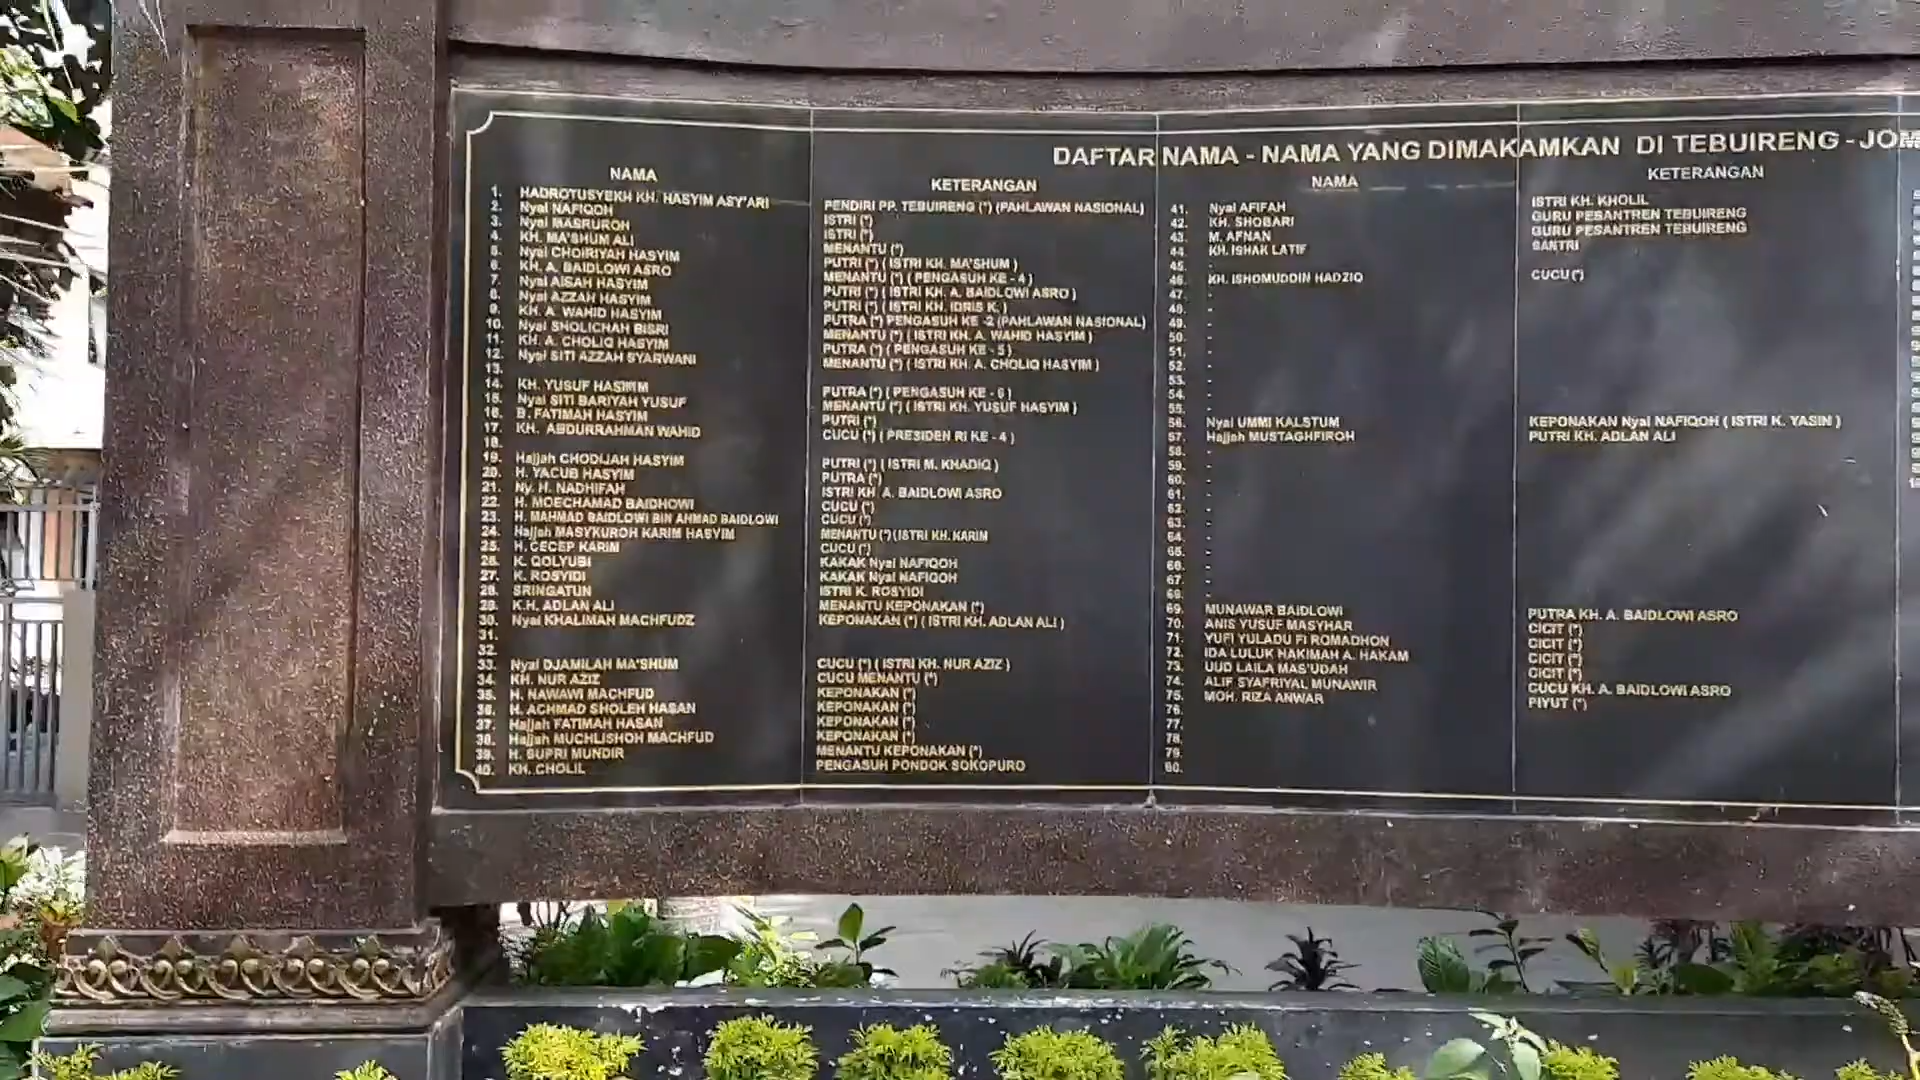 DAFTAR NAMA - NAMA YANG DIMAKAMKAN DI TEBUIRENG - JOM
NAMA
KETERANGAN
1. HADROTUSYEKH KH. HASYIM ASY'ARI PENDIRI PP. TEBUIRENG (*) (PAHLAWAN NASIONAL)
2. Nyai NAFIQOH ISTRI (*)
3. Nyai MASRUROH ISTRI (*)
4. KH. MA'SHUM ALI MENANTU (*)
5. Nyai CHOIRIYAH HASYIM PUTRI (*) ( ISTRI KH. MA'SHUM )
6. KH. A. BAIDLOWI ASRO MENANTU (*) ( PENGASUH KE - 4 )
7. Nyai AISAH HASYIM PUTRI (*) ( ISTRI KH. A. BAIDLOWI ASRO )
8. Nyai AZZAH HASYIM PUTRI (*) ( ISTRI KH. IDRIS K. )
9. KH. A. WAHID HASYIM PUTRA (*) PENGASUH KE -2 (PAHLAWAN NASIONAL)
10. Nyai SHOLICHAH BISRI MENANTU (*) ( ISTRI KH. A. WAHID HASYIM )
11. KH. A. CHOLIQ HASYIM PUTRA (*) ( PENGASUH KE - 5 )
12. Nyai SITI AZZAH SYARWANI MENANTU (*) ( ISTRI KH. A. CHOLIQ HASYIM )
13.
14. KH. YUSUF HASYIM PUTRA (*) ( PENGASUH KE - 6 )
15. Nyai SITI BARIYAH YUSUF MENANTU (*) ( ISTRI KH. YUSUF HASYIM )
16. B. FATIMAH HASYIM PUTRI (*)
17. KH. ABDURRAHMAN WAHID CUCU (*) ( PRESIDEN RI KE - 4 )
18.
19. Hajjah CHODIJAH HASYIM PUTRI (*) ( ISTRI M. KHADIQ )
20. H. YACUB HASYIM PUTRA (*)
21. Ny. H. NADHIFAH ISTRI KH A. BAIDLOWI ASRO
22. H. MOECHAMAD BAIDHOWI CUCU (*)
23. H. MAHMAD BAIDLOWI BIN AHMAD BAIDLOWI CUCU (*)
24. Hajjah MASYKUROH KARIM HASYIM MENANTU (*)(ISTRI KH. KARIM
25. H. CECEP KARIM CUCU (*)
26. K. QOLYUBI KAKAK Nyai NAFIQOH
27. K. ROSYIDI KAKAK Nyai NAFIQOH
28. SRINGATUN ISTRI K. ROSYIDI
29. K.H. ADLAN ALI MENANTU KEPONAKAN (*)
30. Nyai KHALIMAH MACHFUDZ KEPONAKAN (*) ( ISTRI KH. ADLAN ALI )
31.
32.
33. Nyai DJAMILAH MA'SHUM CUCU (*) ( ISTRI KH. NUR AZIZ )
34. KH. NUR AZIZ CUCU MENANTU (*)
35. H. NAWAWI MACHFUD KEPONAKAN (*)
36. H. ACHMAD SHOLEH HASAN KEPONAKAN (*)
37. Hajjah FATIMAH HASAN KEPONAKAN (*)
38. Hajjah MUCHLISHOH MACHFUD KEPONAKAN (*)
39. H. SUPRI MUNDIR MENANTU KEPONAKAN (*)
40. KH. CHOLIL PENGASUH PONDOK SOKOPURO
NAMA
KETERANGAN
41. Nyai AFIFAH ISTRI KH. KHOLIL
42. KH. SHOBARI GURU PESANTREN TEBUIRENG
43. M. AFNAN GURU PESANTREN TEBUIRENG
44. KH. ISHAK LATIF SANTRI
45. -
46. KH. ISHOMUDDIN HADZIQ CUCU (*)
47. -
48. -
49. -
50. -
51. -
52. -
53. -
54. -
55. -
56. Nyai UMMI KALSTUM KEPONAKAN Nyai NAFIQOH ( ISTRI K. YASIN )
57. Hajjah MUSTAGHFIROH PUTRI KH. ADLAN ALI
58. -
59. -
60. -
61. -
62. -
63. -
64. -
65. -
66. -
67. -
68. -
69. MUNAWAR BAIDLOWI PUTRA KH. A. BAIDLOWI ASRO
70. ANIS YUSUF MASYHAR CICIT (*)
71. YUFI YULADU FI ROMADHON CICIT (*)
72. IDA LULUK HAKIMAH A. HAKAM CICIT (*)
73. UUD LAILA MAS'UDAH CICIT (*)
74. ALIF SYAFRIYAL MUNAWIR CUCU KH. A. BAIDLOWI ASRO
75. MOH. RIZA ANWAR PIYUT (*)
76.
77.
78.
79.
80.